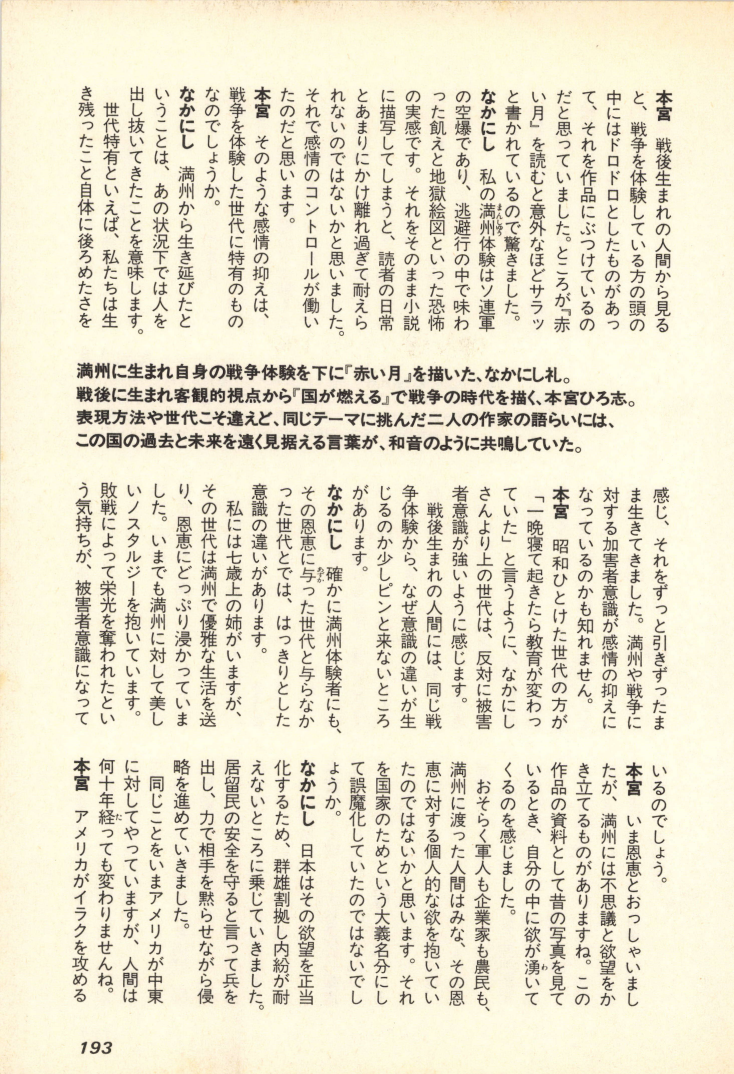 本宮　戦後生まれの人間から見る
と、戦争を体験している方の頭の
中にはドロドロとしたものがあっ
て、それを作品にぶつけているの
だと思っていました。ところが『赤
い月』を読むと意外なほどサラッ
と書かれているので驚きました。
なかにし　私の満州体験はソ連軍
の空爆であり、逃避行の中で味わ
った飢えと地獄絵図といった恐怖
の実感です。それをそのまま小説
に描写してしまうと、読者の日常
とあまりにかけ離れ過ぎて耐えら
れないのではないかと思いました。
それで感情のコントロールが働い
たのだと思います。
本宮　そのような感情の抑えは、
戦争を体験した世代に特有のもの
なのでしょうか。
なかにし　満州から生き延びたと
いうことは、あの状況下では人を
出し抜いてきたことを意味します。
　世代特有といえば、私たちは生
き残ったこと自体に後ろめたさを
満州に生まれ自身の戦争体験を下に『赤い月』を描いた、なかにし礼。
戦後に生まれ客観的視点から『国が燃える』で戦争の時代を描く、本宮ひろ志。
表現方法や世代こそ違えど、同じテーマに挑んだ二人の作家の語らいには、
この国の過去と未来を遠く見据える言葉が、和音のように共鳴していた。
感じ、それをずっと引きずったま
ま生きてきました。満州や戦争に
対する加害者意識が感情の抑えに
なっているのかも知れません。
本宮　昭和ひとけた世代の方が
「一晩寝て起きたら教育が変わっ
ていた」と言うように、なかにし
さんより上の世代は、反対に被害
者意識が強いように感じます。
　戦後生まれの人間には、同じ戦
争体験から、なぜ意識の違いが生
じるのか少しピンと来ないところ
があります。
なかにし　確かに満州体験者にも、
その恩恵に与った世代と与らなか
った世代とでは、はっきりとした
意識の違いがあります。
　私には七歳上の姉がいますが、
その世代は満州で優雅な生活を送
り、恩恵にどっぷり浸かっていま
した。いまでも満州に対して美し
いノスタルジーを抱いています。
敗戦によって栄光を奪われたとい
う気持ちが、被害者意識になって
いるのでしょう。
本宮　いま恩恵とおっしゃいまし
たが、満州には不思議と欲望をか
き立てるものがありますね。この
作品の資料として昔の写真を見て
いるとき、自分の中に欲が湧いて
くるのを感じました。
　おそらく軍人も企業家も農民も、
満州に渡った人間はみな、その恩
恵に対する個人的な欲を抱いてい
たのではないかと思います。それ
を国家のためという大義名分にし
て誤魔化していたのではないでし
ょうか。
なかにし　日本はその欲望を正当
化するため、群雄割拠し内紛が耐
えないところに乗じていきました。
居留民の安全を守ると言って兵を
出し、力で相手を黙らせながら侵
略を進めていきました。
　同じことをいまアメリカが中東
に対してやっていますが、人間は
何十年経っても変わりませんね。
本宮　アメリカがイラクを攻める
193